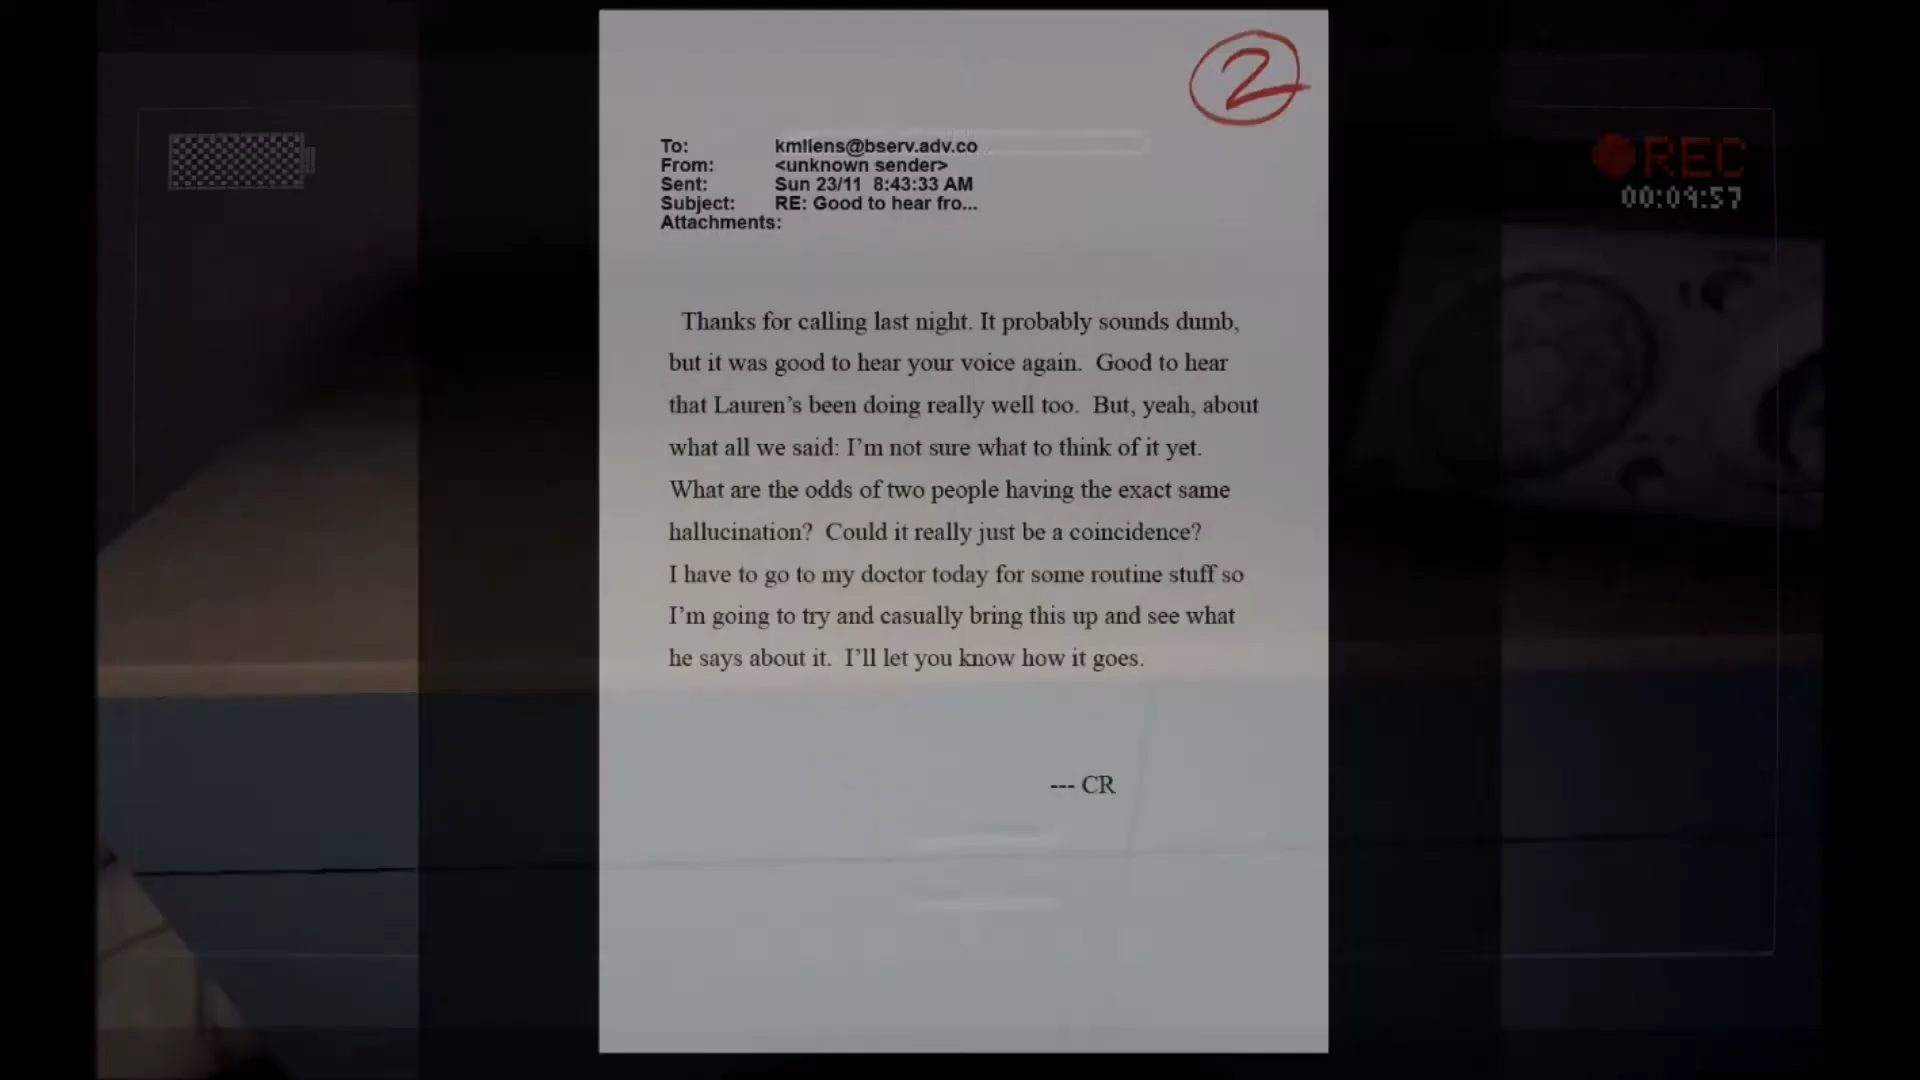 2
REC
00:09:57
To: kmliens@bserv.adv.co
From: <unknown sender>
Sent: Sun 23/11 8:43:33 AM
Subject: RE: Good to hear fro...
Attachments:
Thanks for calling last night. It probably sounds dumb,
but it was good to hear your voice again. Good to hear
that Lauren’s been doing really well too. But, yeah, about
what all we said: I’m not sure what to think of it yet.
What are the odds of two people having the exact same
hallucination? Could it really just be a coincidence?
I have to go to my doctor today for some routine stuff so
I’m going to try and casually bring this up and see what
he says about it. I’ll let you know how it goes.
--- CR